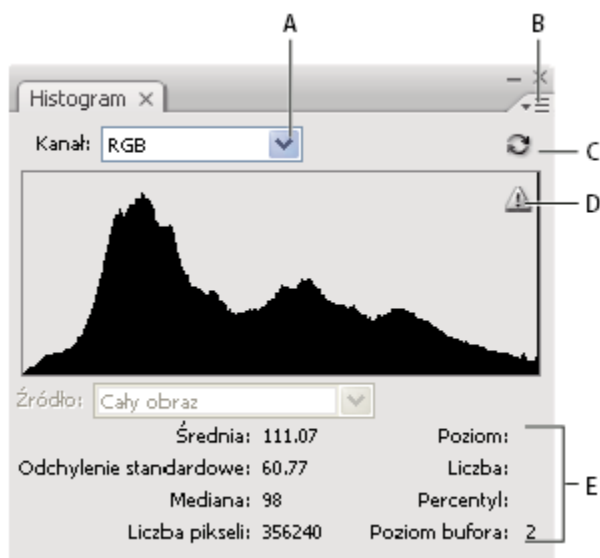 A
B
Histogram
Kanał: RGB
C
D
Źródło: Cały obraz
Średnia: 111.07 Poziom:
Odchylenie standardowe: 60.77 Liczba:
Mediana: 98 Percentyl:
Liczba pikseli: 356240 Poziom bufora: 2
E